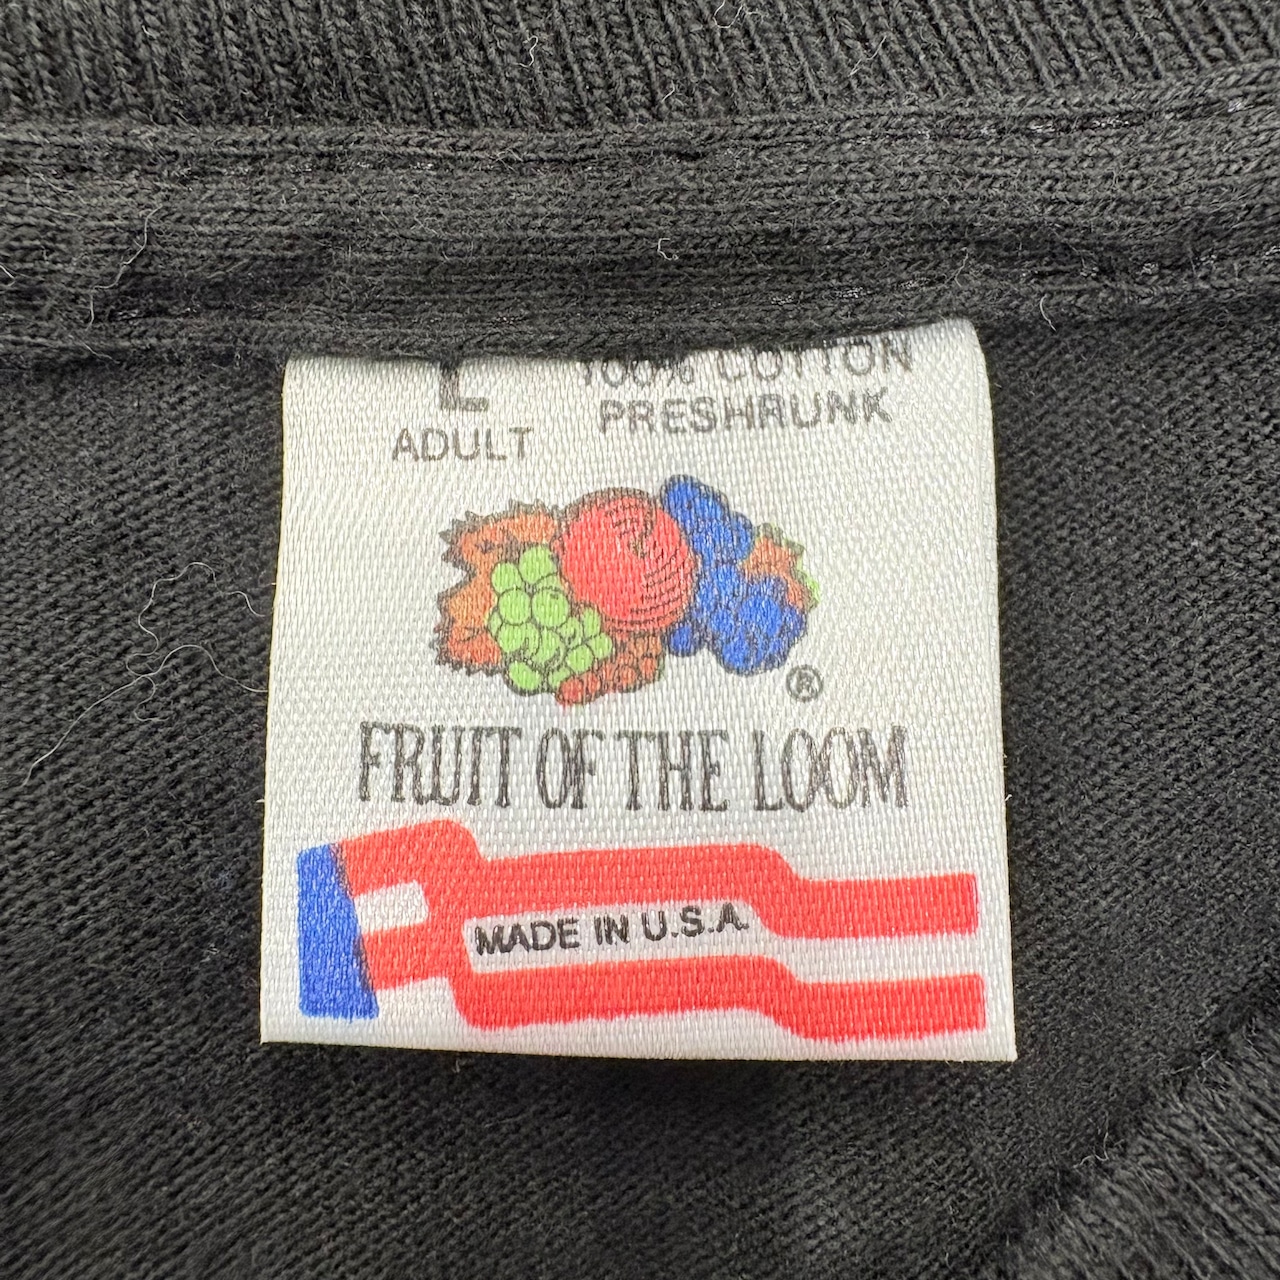 L
100% COTTON
PRESHRUNK
ADULT
®
FRUIT OF THE LOOM
MADE IN U.S.A.